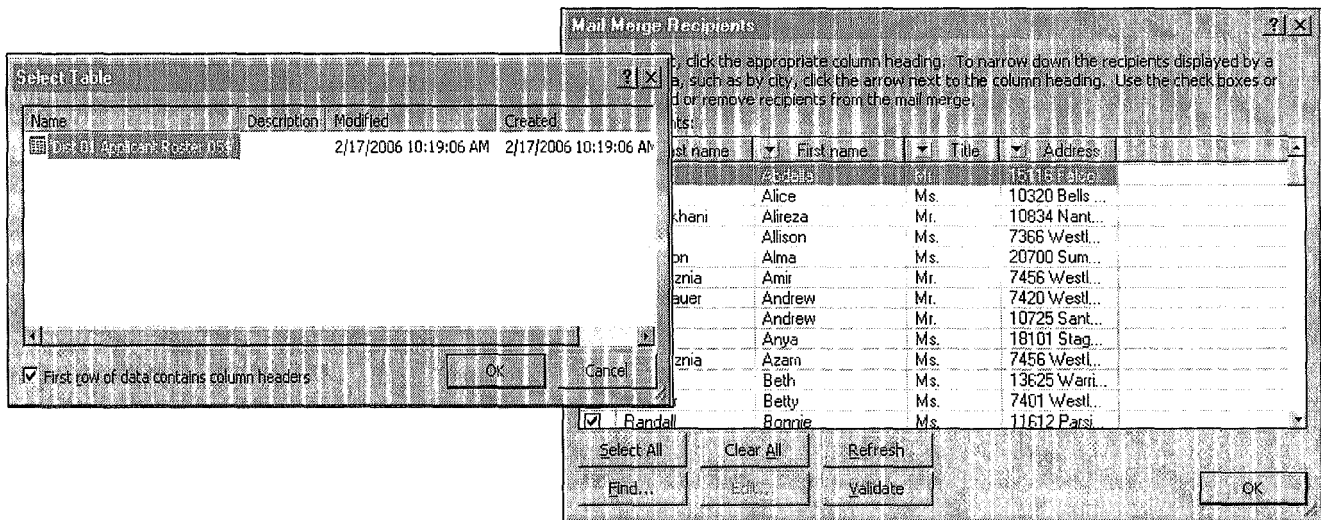 Mail Merge Recipients
, click the appropriate column heading. To narrow down the recipients displayed by a
a, such as by city, click the arrow next to the column heading. Use the check boxes or
d or remove recipients from the mail merge.
nts:
st name First name Title Address
Abdalla Mr. 15116
Alice Ms. 10320 Bells ...
khani Alireza Mr. 10834 Nant...
Allison Ms. 7366 Westl...
on Alma Ms. 20700 Sum...
znia Amir Mr. 7456 Westl...
auer Andrew Mr. 7420 Westl...
Andrew Mr. 10725 Sant...
Anya Ms. 18101 Stag...
znia Azam Ms. 7456 Westl...
Beth Ms. 13625 Warri...
r Betty Ms. 7401 Westl...
Randall Bonnie Ms. 11612 Parsi...
Select All Clear All Refresh
Find... Edit... Validate OK
Select Table
Name Description Modified Created
Dist 01 Applicant Roster 2/17/2006 10:19:06 AM 2/17/2006 10:19:06 AM
First row of data contains column headers OK Cancel